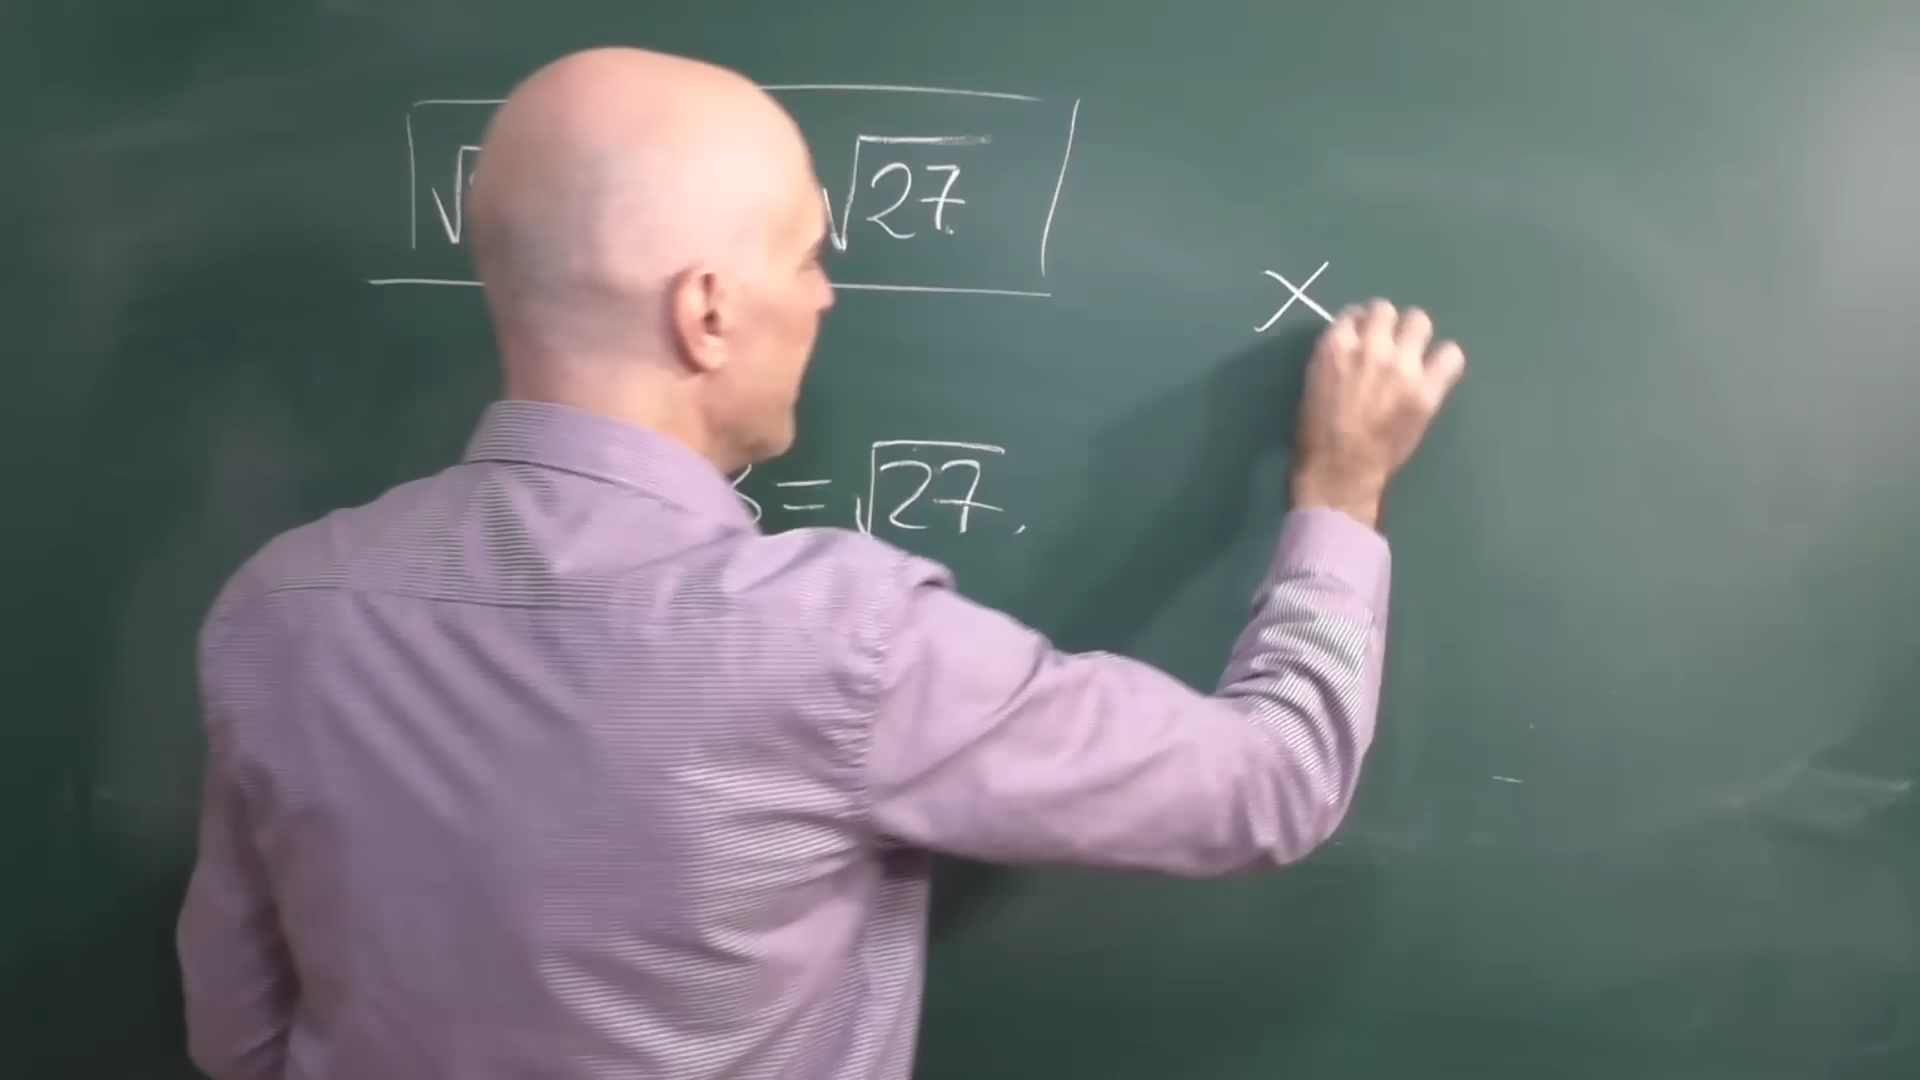 √ √27
= √27,
x